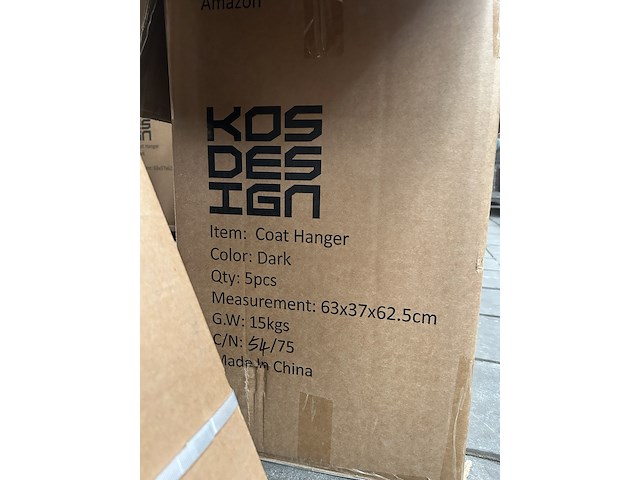 Amazon
KOS
DES
IGN
Item: Coat Hanger
Color: Dark
Qty: 5pcs
Measurement: 63x37x62.5cm
G.W: 15kgs
C/N: 54/75
Made In China